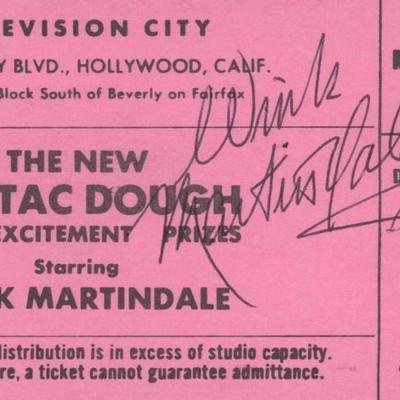 EVISION CITY
Y BLVD., HOLLYWOOD, CALIF.
Block South of Beverly on Fairfax
Wink
Martindale
THE NEW
TAC DOUGH
EXCITEMENT PRIZES
Starring
K MARTINDALE
distribution is in excess of studio capacity.
re, a ticket cannot guarantee admittance.